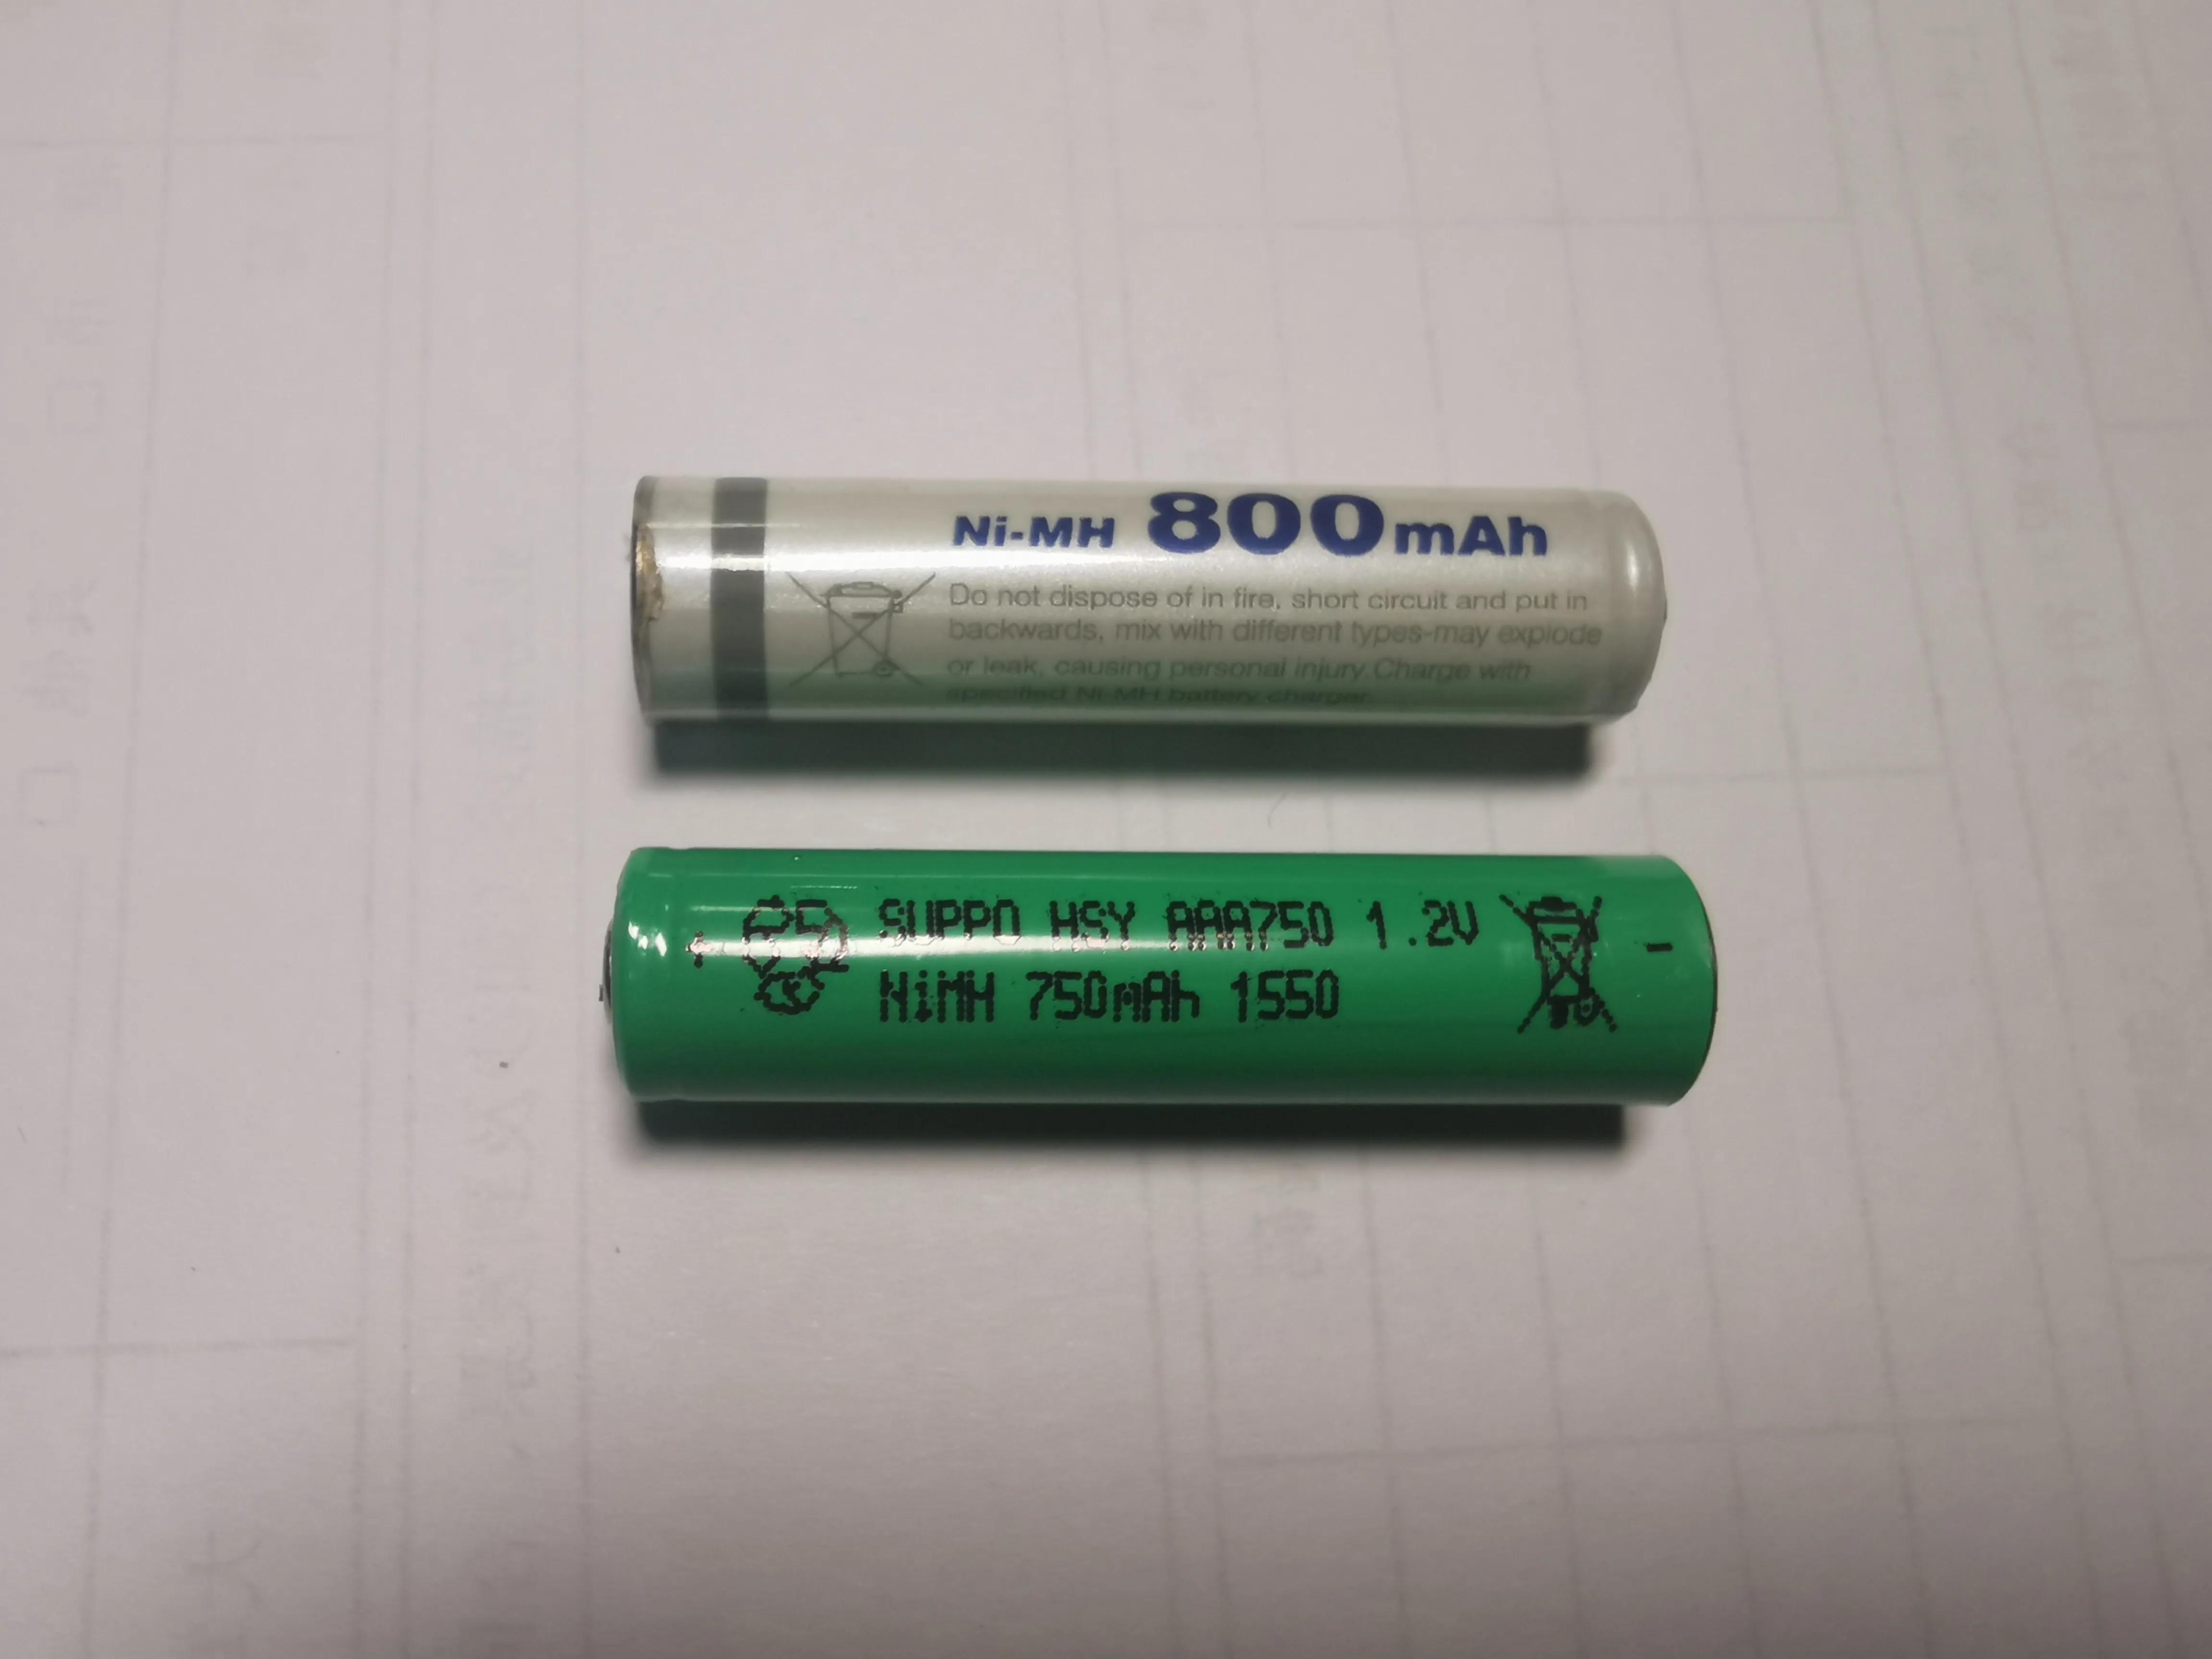 Ni-MH 800mAh
Do not dispose of in fire, short circuit and put in
backwards, mix with different types-may explode
or leak, causing personal injury.Charge with
specified Ni-MH battery charger.
+ SUPPO HSY AAA750 1.2V -
NiMH 750mAh 1550